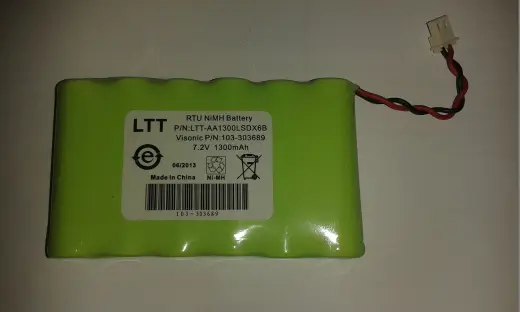 LTT
RTU NiMH Battery
P/N:LTT-AA1300LSDX6B
Visonic P/N:103-303689
7.2V 1300mAh
e
06/2013
Made In China
Ni-MH
103-303689